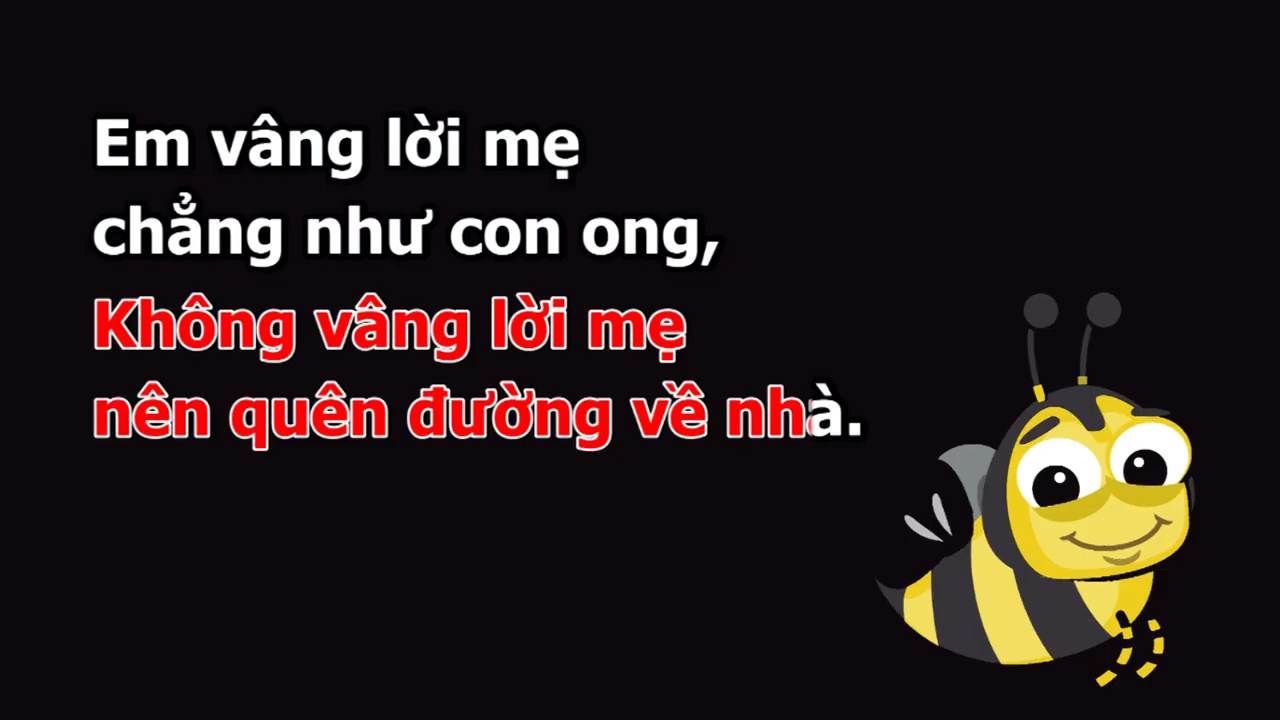 Em vâng lời mẹ
chẳng như con ong,
Không vâng lời mẹ
nên quên đường về nhà.